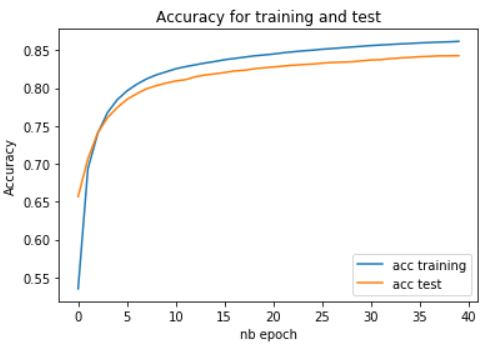 Accuracy for training and test
Accuracy
0.85
0.80
0.75
0.70
0.65
0.60
0.55
acc training
acc test
0 5 10 15 20 25 30 35 40
nb epoch